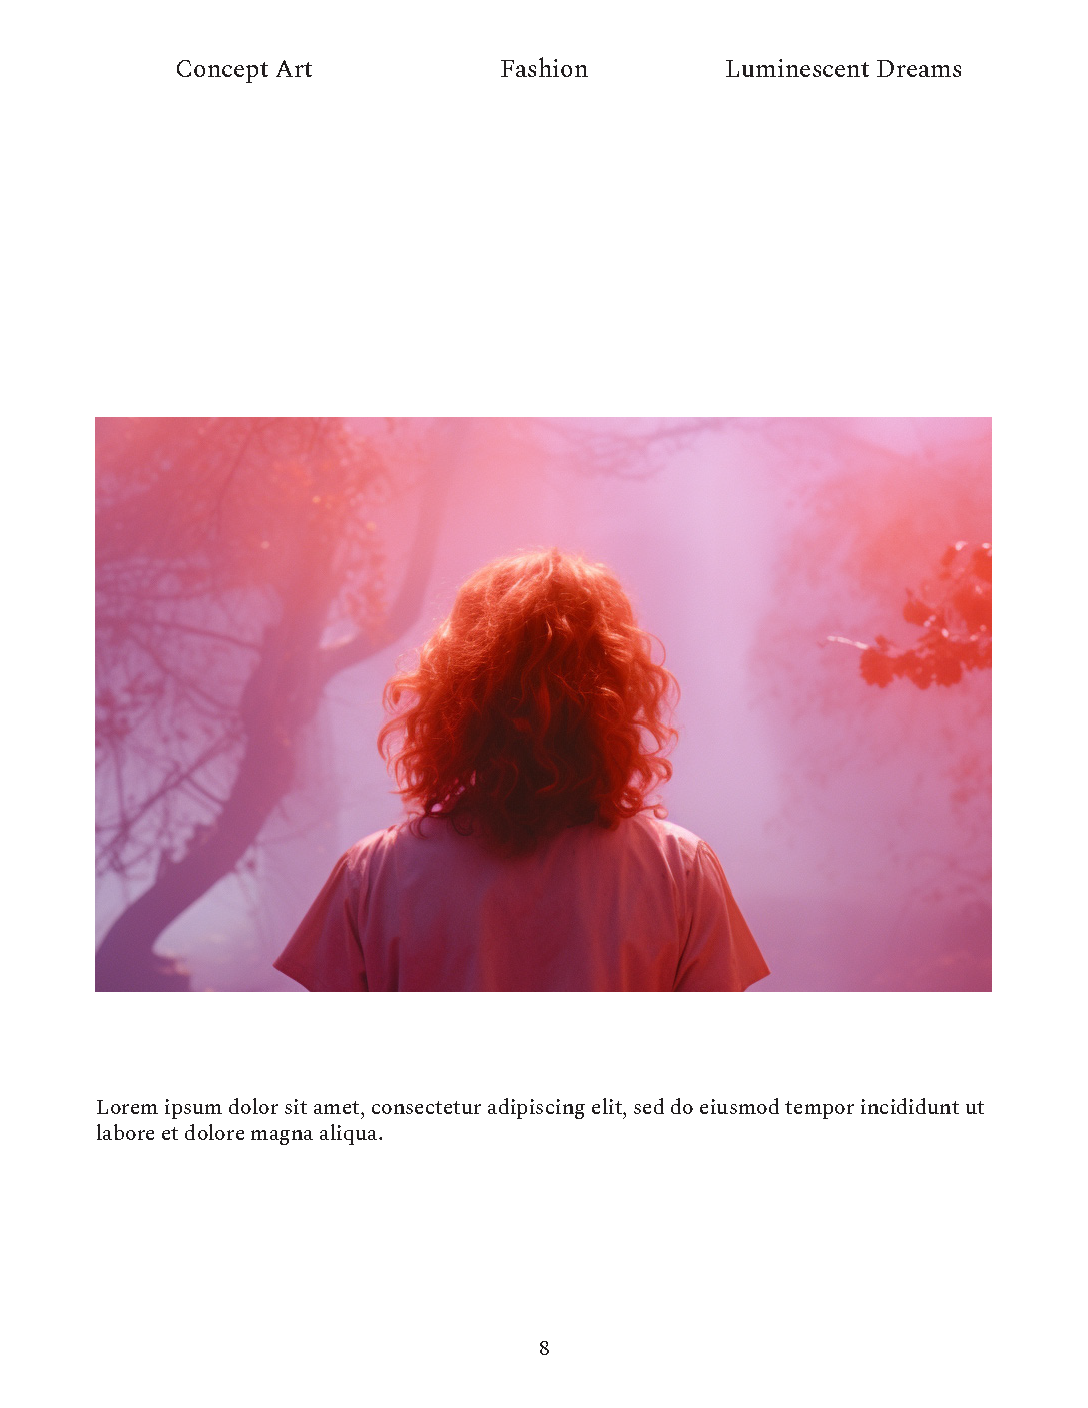 Concept Art Fashion Luminescent Dreams
Lorem ipsum dolor sit amet, consectetur adipiscing elit, sed do eiusmod tempor incididunt ut
labore et dolore magna aliqua.
8